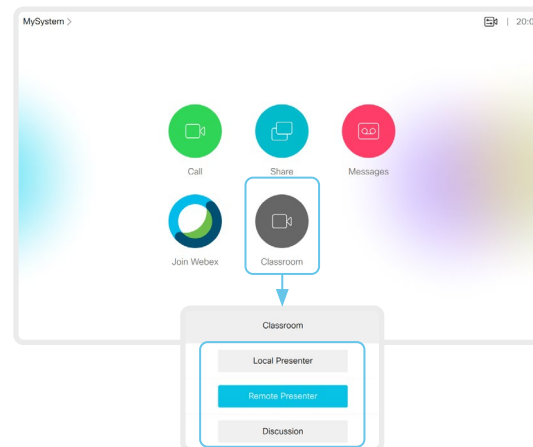 MySystem >
| 20:0
Call
Share
Messages
Join Webex
Classroom
Classroom
Local Presenter
Remote Presenter
Discussion